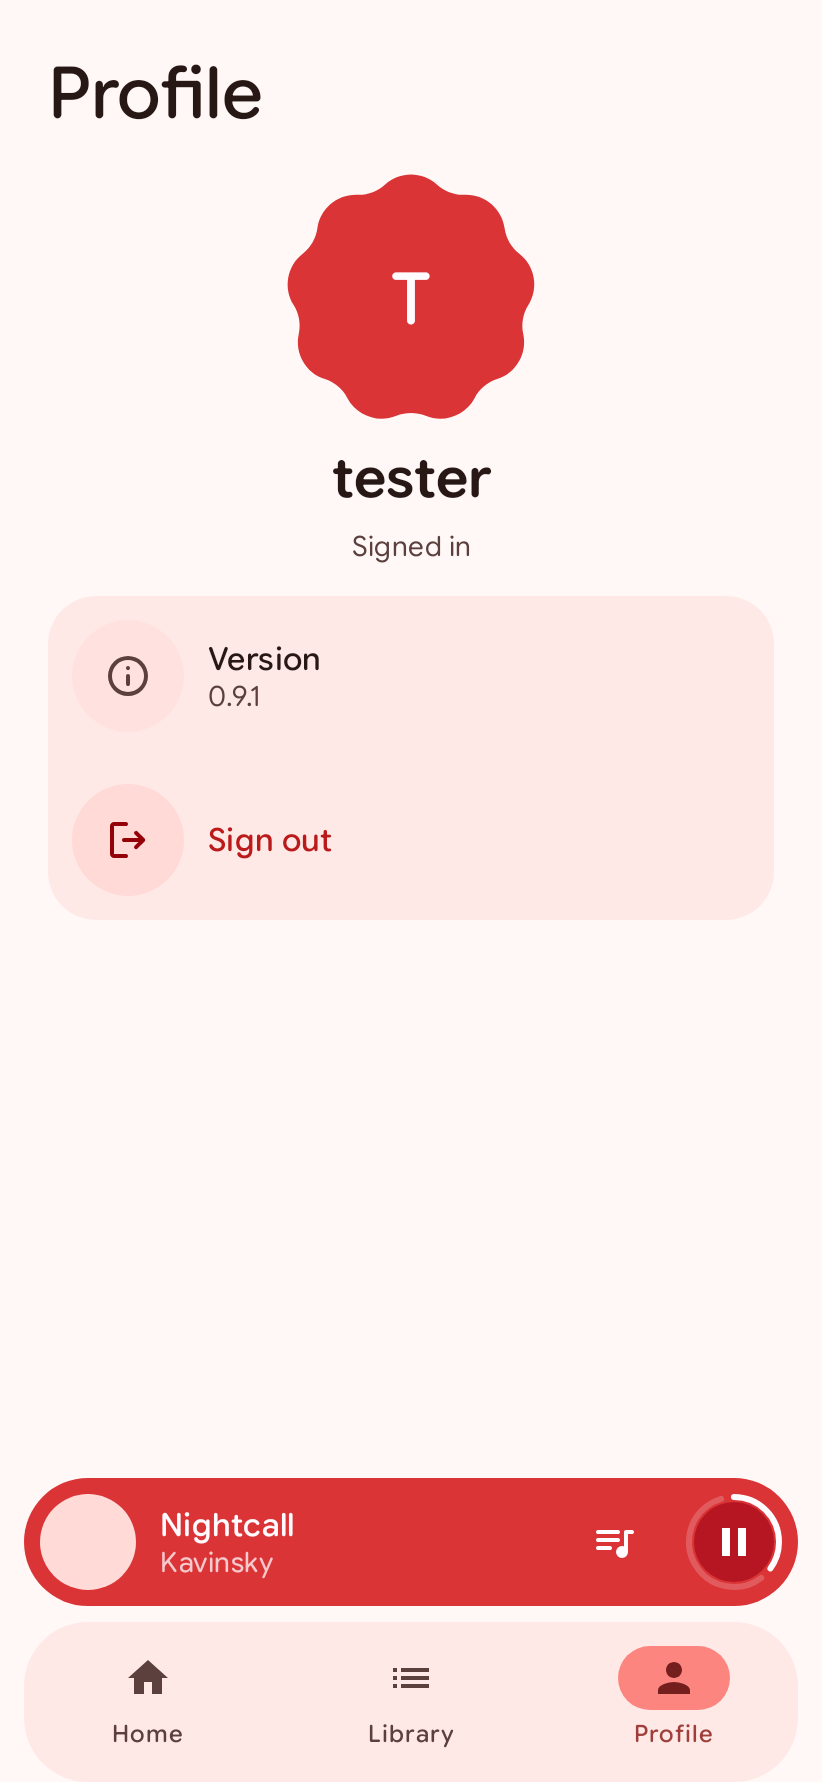 Profile
T
tester
Signed in
Version
0.9.1
Sign out
Nightcall
Kavinsky
Home
Library
Profile